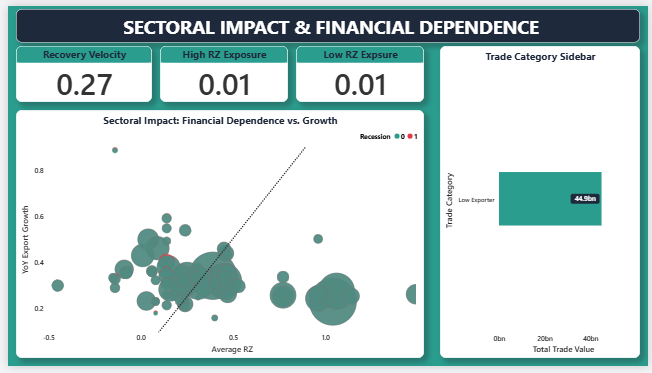 SECTORAL IMPACT & FINANCIAL DEPENDENCE
Recovery Velocity
0.27
High RZ Exposure
0.01
Low RZ Expsure
0.01
Sectoral Impact: Financial Dependence vs. Growth
Recession 0 1
YoY Export Growth
0.8
0.6
0.4
0.2
-0.5 0.0 0.5 1.0
Average RZ
Trade Category Sidebar
Trade Category
Low Exporter
44.9bn
0bn 20bn 40bn
Total Trade Value